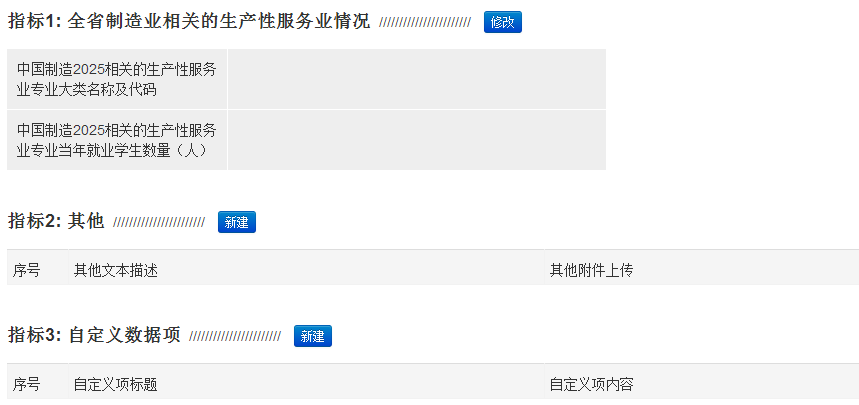 指标1: 全省制造业相关的生产性服务业情况 /////////////////////// 修改
中国制造2025相关的生产性服务
业专业大类名称及代码
中国制造2025相关的生产性服务
业专业当年就业学生数量（人）
指标2: 其他 /////////////////////// 新建
序号 其他文本描述 其他附件上传
指标3: 自定义数据项 /////////////////////// 新建
序号 自定义项标题 自定义项内容